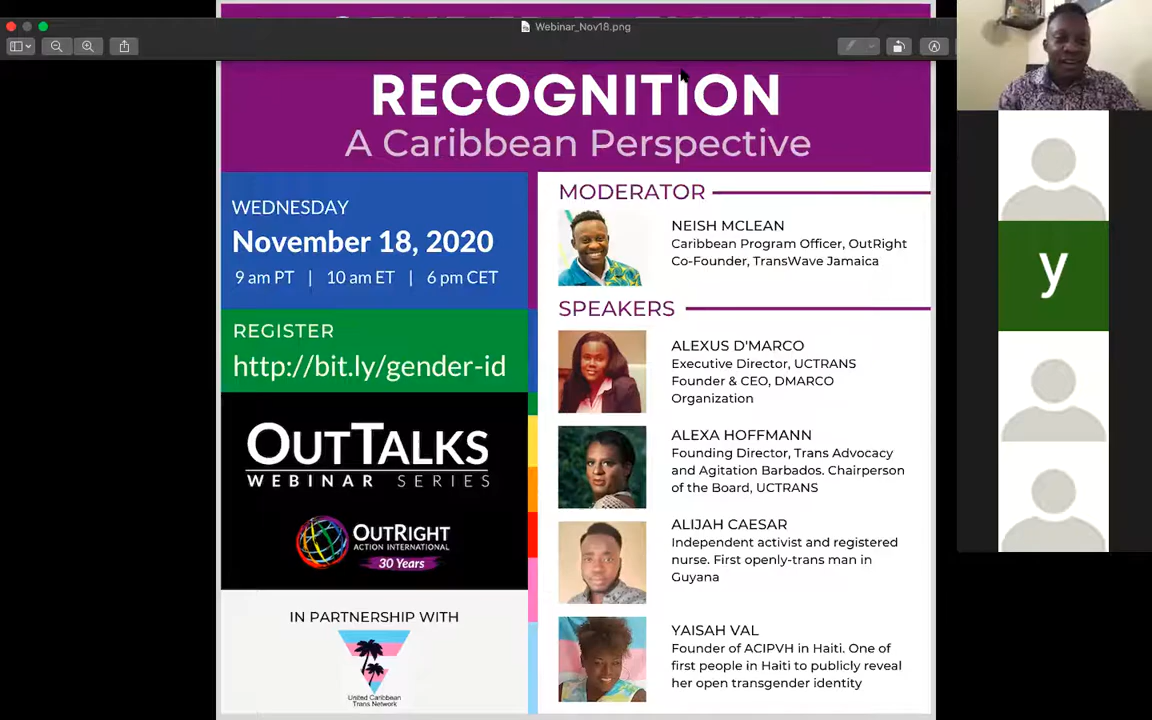 Webinar_Nov18.png
RECOGNITION
A Caribbean Perspective
WEDNESDAY
November 18, 2020
9 am PT | 10 am ET | 6 pm CET
REGISTER
http://bit.ly/gender-id
OUTTALKS
WEBINAR SERIES
OUTRIGHT
ACTION INTERNATIONAL
30 Years
IN PARTNERSHIP WITH
United Caribbean
Trans Network
MODERATOR
NEISH MCLEAN
Caribbean Program Officer, OutRight
Co-Founder, TransWave Jamaica
SPEAKERS
ALEXUS D'MARCO
Executive Director, UCTRANS
Founder & CEO, DMARCO
Organization
ALEXA HOFFMANN
Founding Director, Trans Advocacy
and Agitation Barbados. Chairperson
of the Board, UCTRANS
ALIJAH CAESAR
Independent activist and registered
nurse. First openly-trans man in
Guyana
YAISAH VAL
Founder of ACIPVH in Haiti. One of
first people in Haiti to publicly reveal
her open transgender identity
y